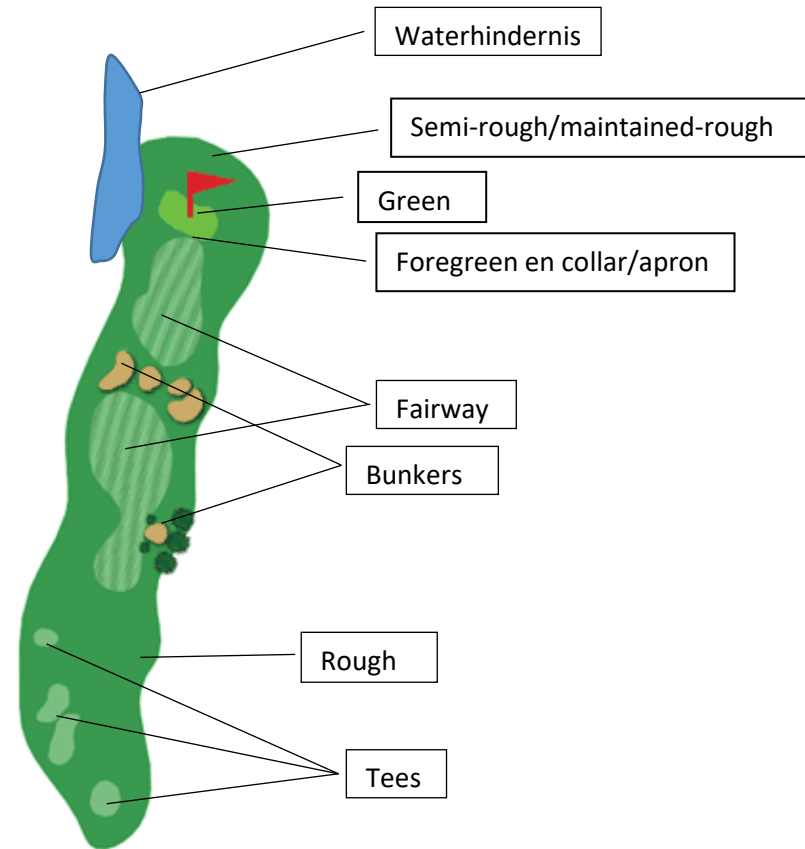 Waterhindernis
Semi-rough/maintained-rough
Green
Foregreen en collar/apron
Fairway
Bunkers
Rough
Tees